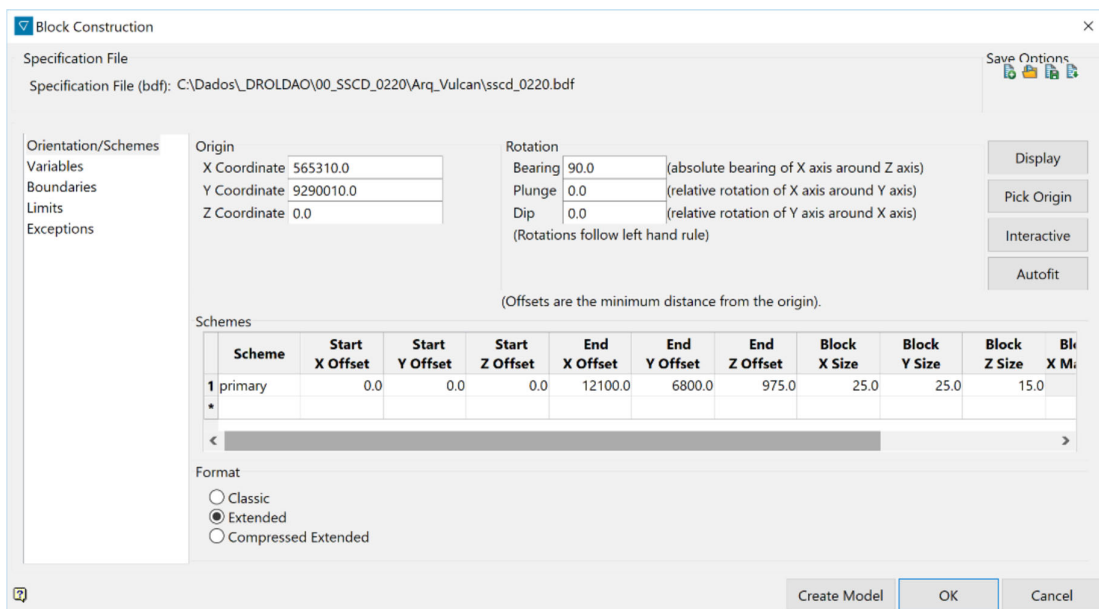 Block Construction
Specification File
Save Options
Specification File (bdf): C:\Dados\_DROLDAO\00_SSCD_0220\Arq_Vulcan\sscd_0220.bdf
Orientation/Schemes
Variables
Boundaries
Limits
Exceptions
Origin
X Coordinate 565310.0
Y Coordinate 9290010.0
Z Coordinate 0.0
Rotation
Bearing 90.0 (absolute bearing of X axis around Z axis)
Plunge 0.0 (relative rotation of X axis around Y axis)
Dip 0.0 (relative rotation of Y axis around X axis)
(Rotations follow left hand rule)
Display
Pick Origin
Interactive
Autofit
(Offsets are the minimum distance from the origin).
Schemes
Scheme Start X Offset Start Y Offset Start Z Offset End X Offset End Y Offset End Z Offset Block X Size Block Y Size Block Z Size
1 primary 0.0 0.0 0.0 12100.0 6800.0 975.0 25.0 25.0 15.0
*
Format
Classic
Extended
Compressed Extended
Create Model OK Cancel